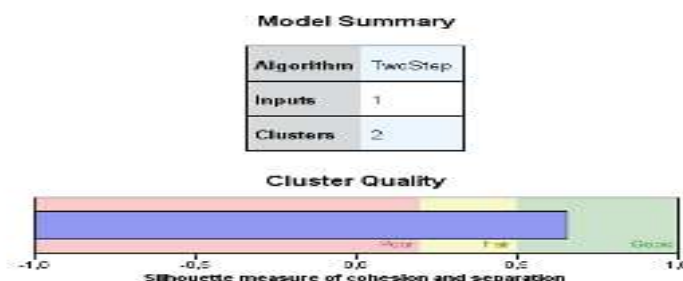 Model Summary
Algorithm TwoStep
Inputs 1
Clusters 2
Cluster Quality
Poor Fair Good
-1,0 -0,5 0,0 0,5 1,0
Silhouette measure of cohesion and separation